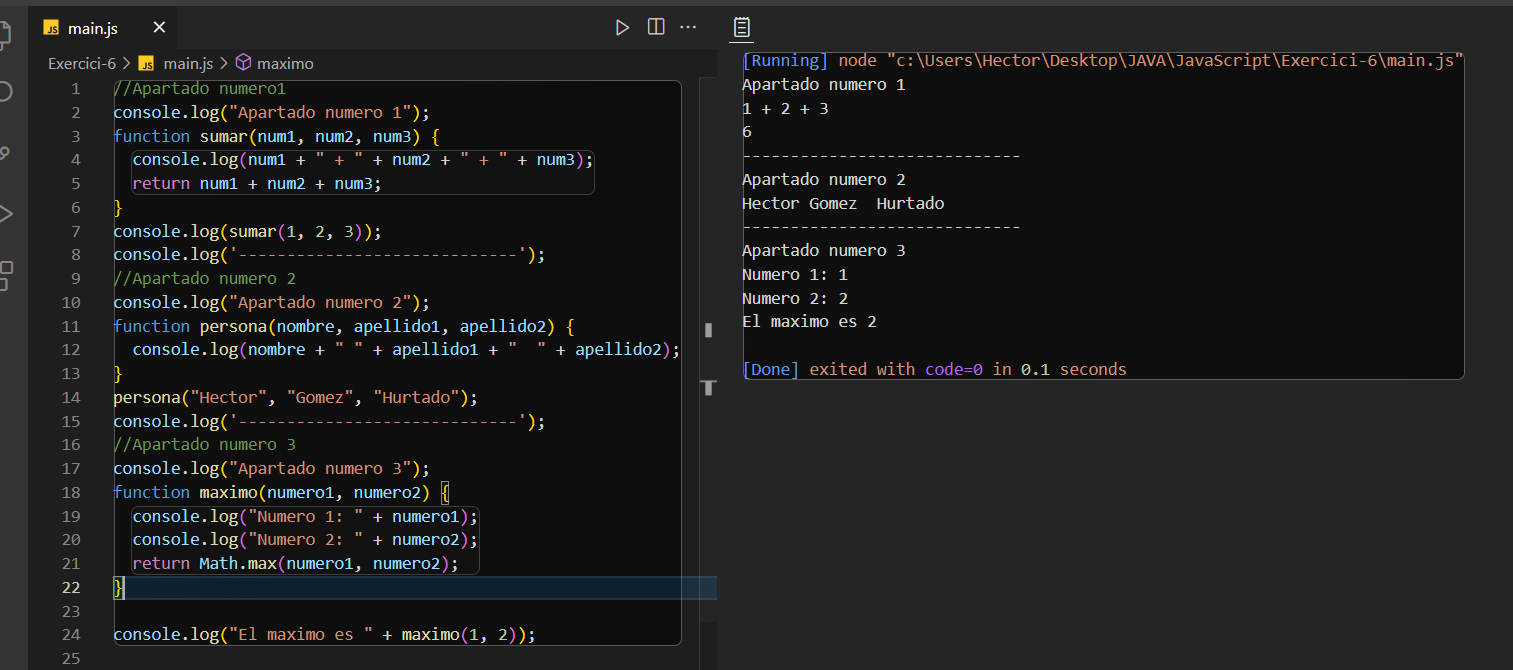 JS main.js ×
Exercici-6 > JS main.js > maximo
1 //Apartado numero1
2 console.log("Apartado numero 1");
3 function sumar(num1, num2, num3) {
4   console.log(num1 + " + " + num2 + " + " + num3);
5   return num1 + num2 + num3;
6 }
7 console.log(sumar(1, 2, 3));
8 console.log('-----------------------------');
9 //Apartado numero 2
10 console.log("Apartado numero 2");
11 function persona(nombre, apellido1, apellido2) {
12   console.log(nombre + " " + apellido1 + "  " + apellido2);
13 }
14 persona("Hector", "Gomez", "Hurtado");
15 console.log('-----------------------------');
16 //Apartado numero 3
17 console.log("Apartado numero 3");
18 function maximo(numero1, numero2) {
19   console.log("Numero 1: " + numero1);
20   console.log("Numero 2: " + numero2);
21   return Math.max(numero1, numero2);
22 }
23
24 console.log("El maximo es " + maximo(1, 2));
25
[Running] node "c:\Users\Hector\Desktop\JAVA\JavaScript\Exercici-6\main.js"
Apartado numero 1
1 + 2 + 3
6
-----------------------------
Apartado numero 2
Hector Gomez  Hurtado
-----------------------------
Apartado numero 3
Numero 1: 1
Numero 2: 2
El maximo es 2
[Done] exited with code=0 in 0.1 seconds